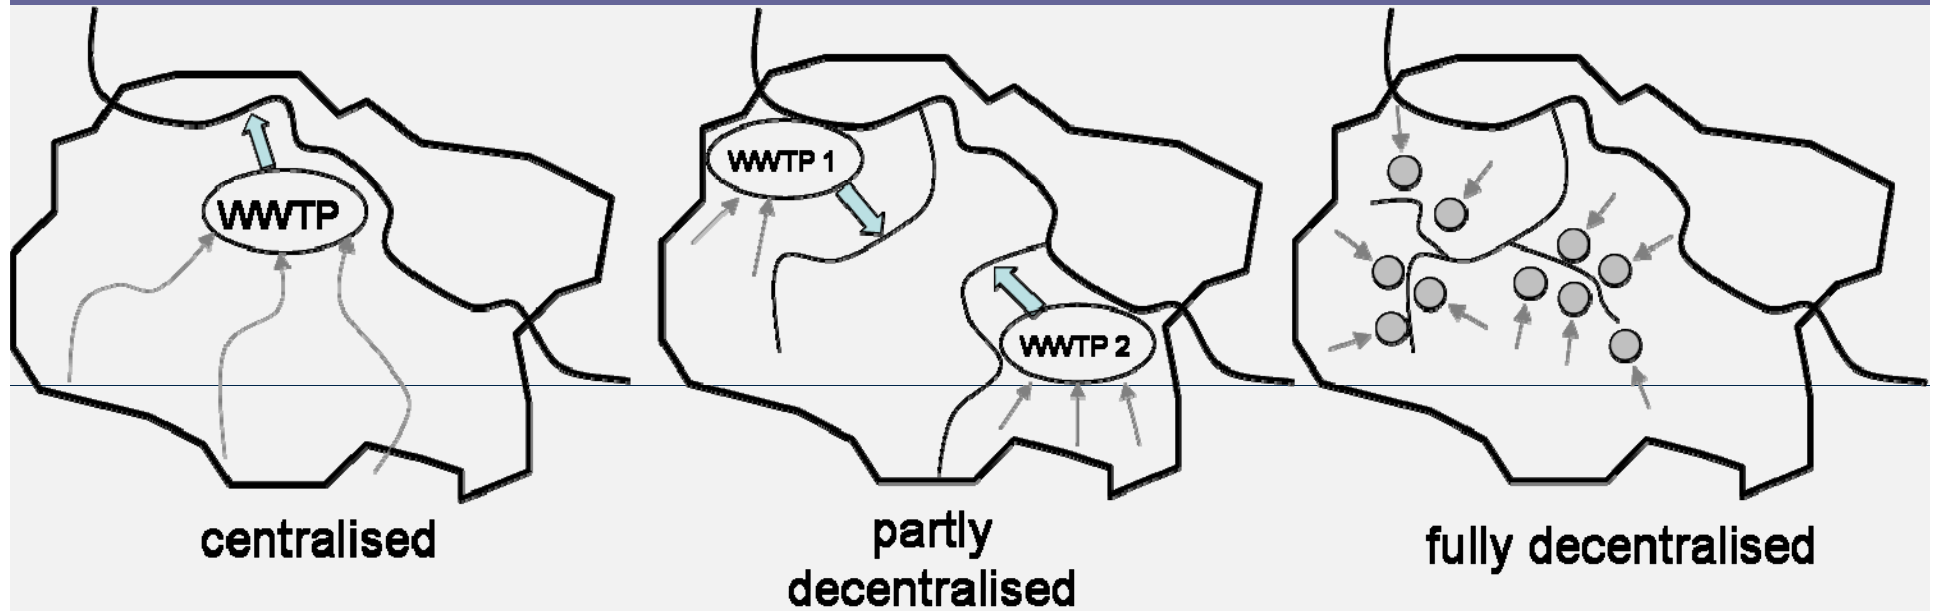 WWTP
WWTP 1
WWTP 2
centralised
partly
decentralised
fully decentralised